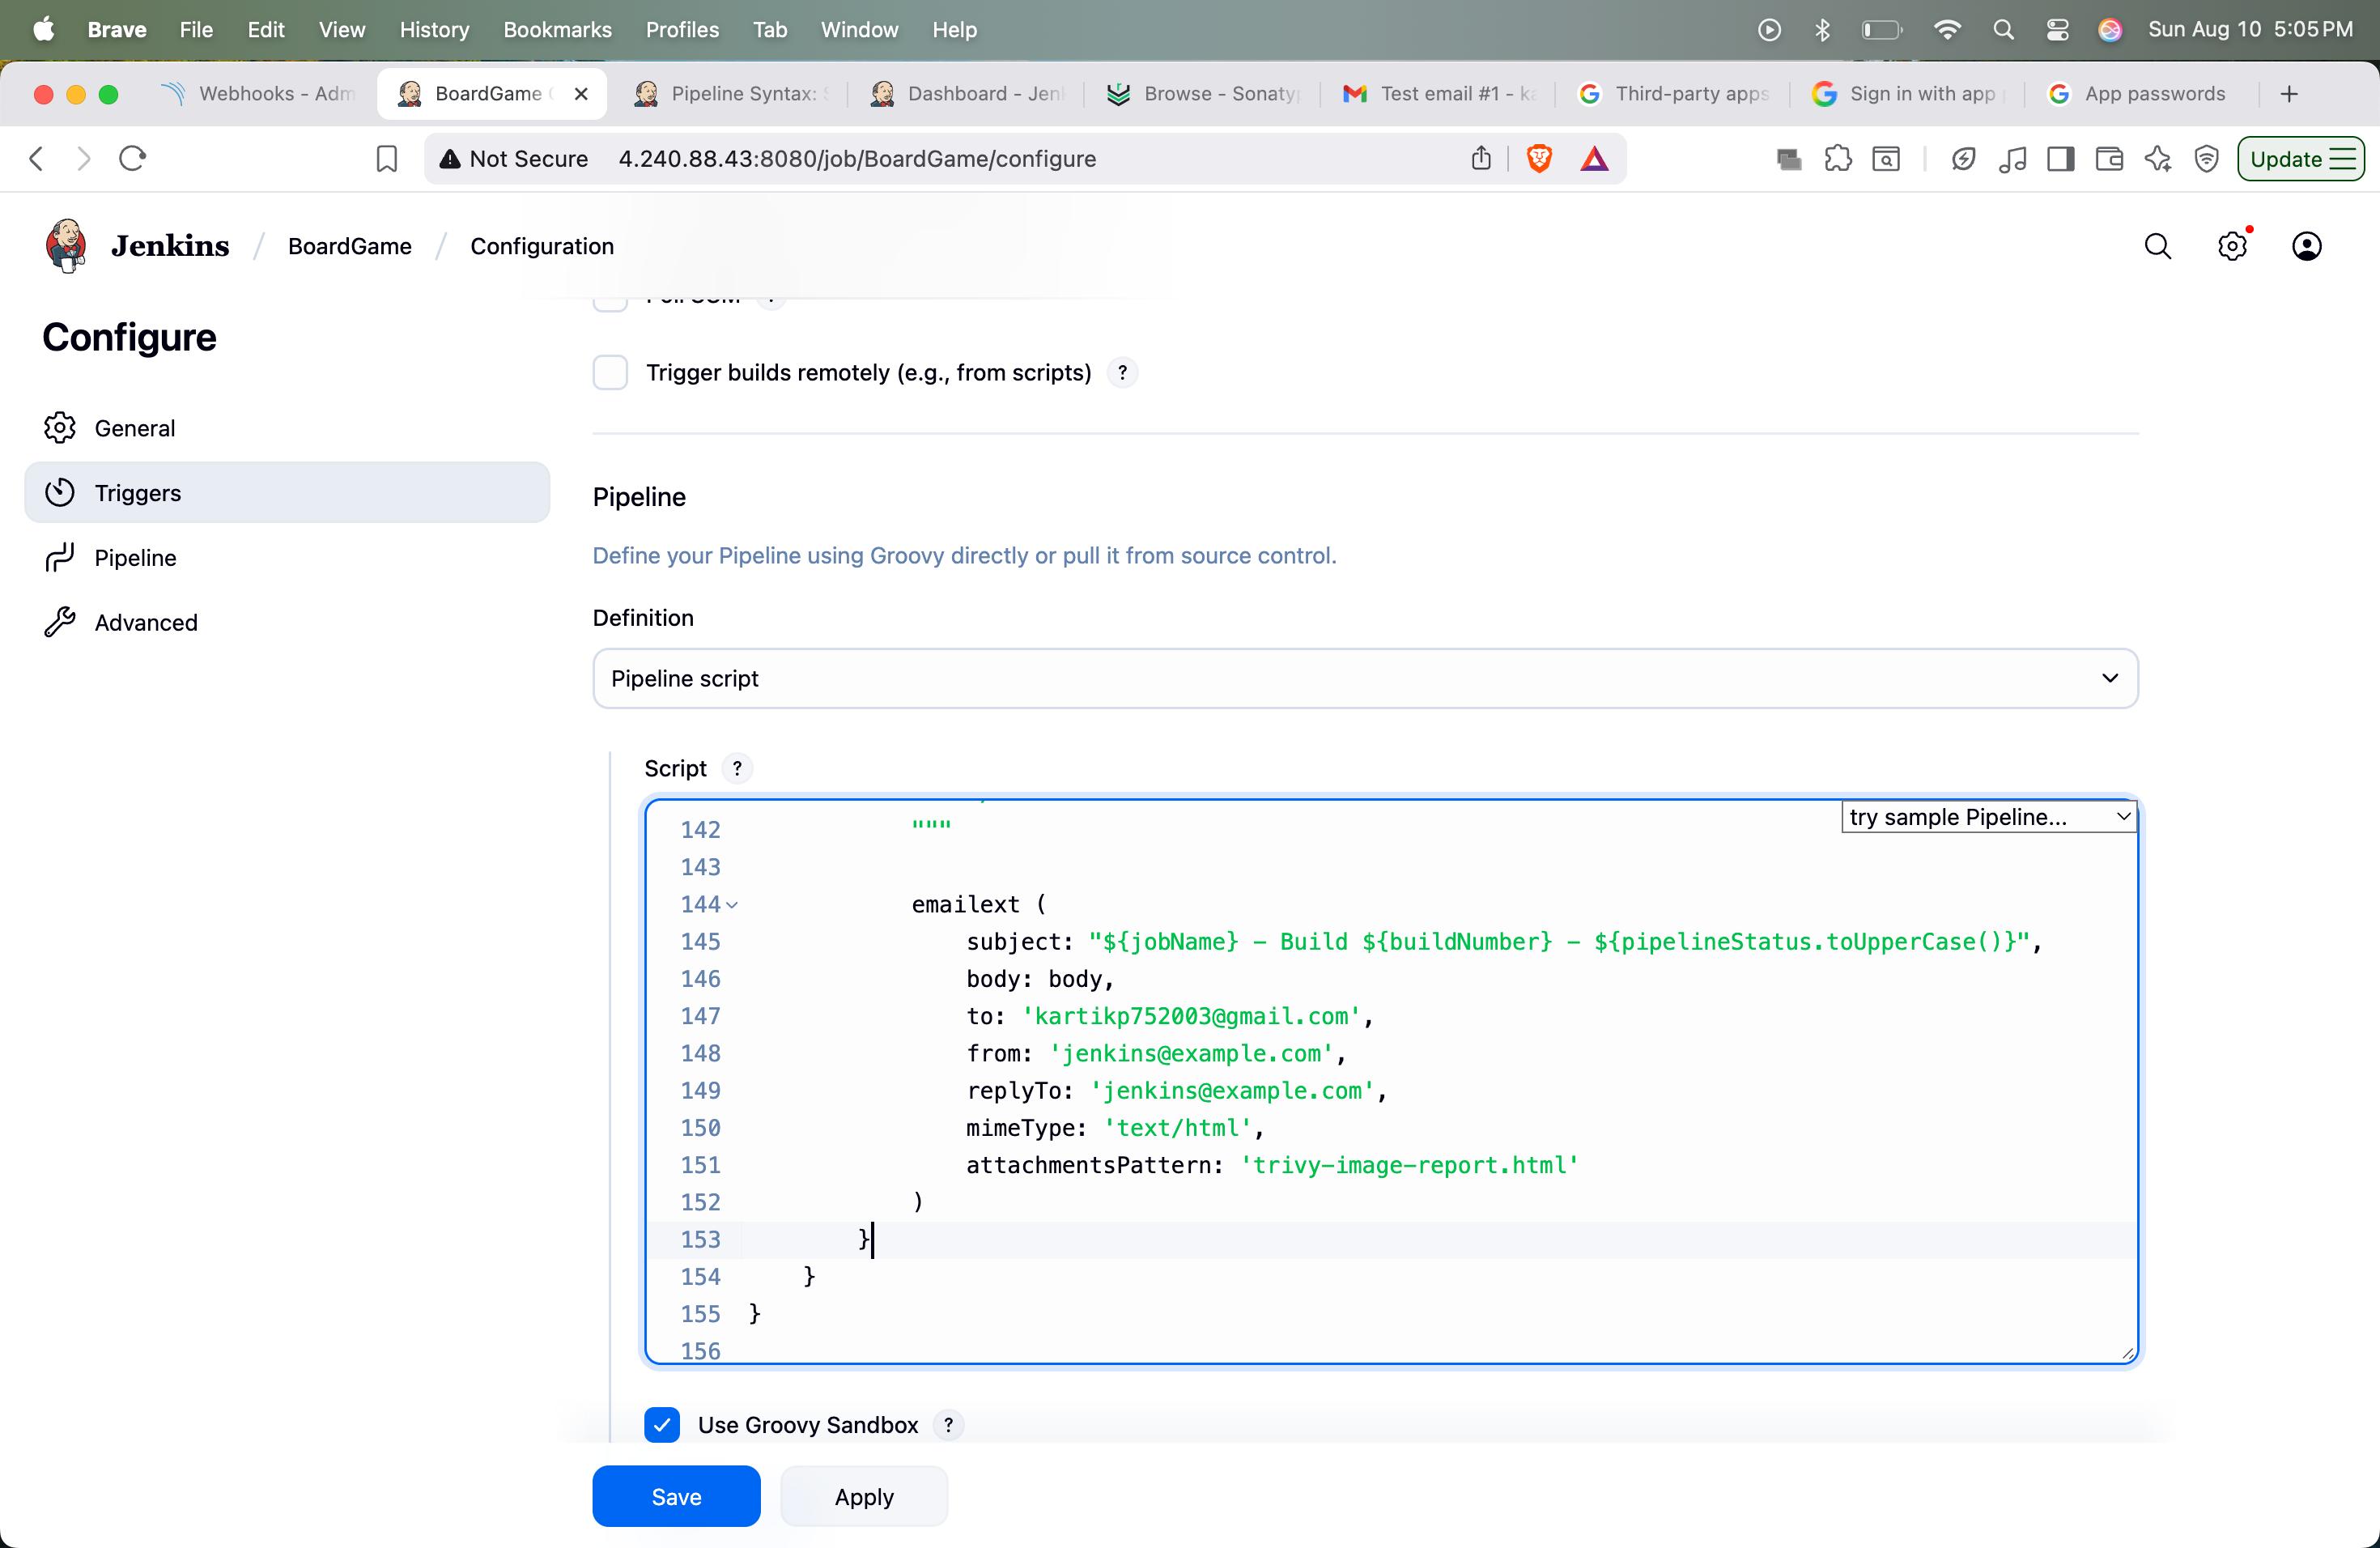 Brave File Edit View History Bookmarks Profiles Tab Window Help Sun Aug 10 5:05 PM
Webhooks - Adm BoardGame Pipeline Syntax: Dashboard - Jen Browse - Sonaty Test email #1 - ka Third-party apps Sign in with app App passwords
Not Secure 4.240.88.43:8080/job/BoardGame/configure Update
Jenkins / BoardGame / Configuration
Configure
General
Triggers
Pipeline
Advanced
Trigger builds remotely (e.g., from scripts) ?
Pipeline
Define your Pipeline using Groovy directly or pull it from source control.
Definition
Pipeline script
Script ?
try sample Pipeline...
142 """
143
144 emailext (
145 subject: "${jobName} - Build ${buildNumber} - ${pipelineStatus.toUpperCase()}",
146 body: body,
147 to: 'kartikp752003@gmail.com',
148 from: 'jenkins@example.com',
149 replyTo: 'jenkins@example.com',
150 mimeType: 'text/html',
151 attachmentsPattern: 'trivy-image-report.html'
152 )
153 }
154 }
155 }
156
Use Groovy Sandbox ?
Save Apply